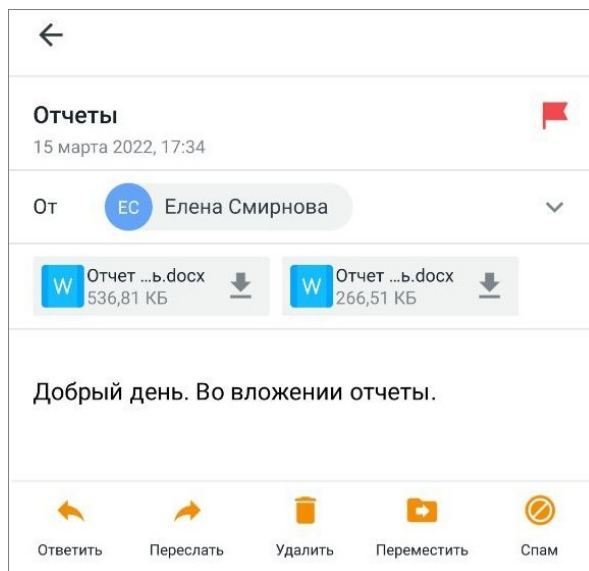 Отчеты
15 марта 2022, 17:34
От ЕС Елена Смирнова
W Отчет ...ь.docx W Отчет ...ь.docx
536,81 КБ 266,51 КБ
Добрый день. Во вложении отчеты.
Ответить Переслать Удалить Переместить Спам